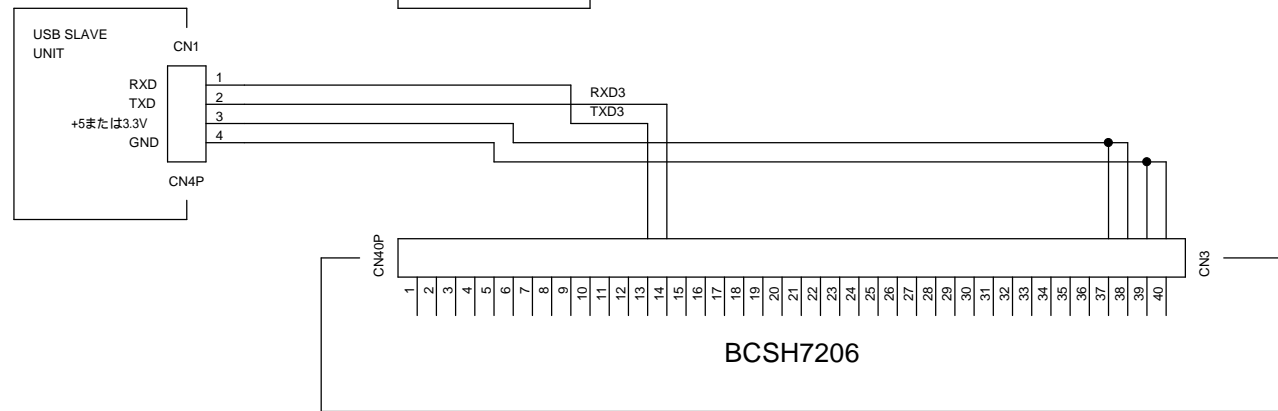 USB SLAVE
UNIT
CN1
RXD 1
TXD 2
+5または3.3V 3
GND 4
CN4P
RXD3
TXD3
CN40P
CN3
1 2 3 4 5 6 7 8 9 10 11 12 13 14 15 16 17 18 19 20 21 22 23 24 25 26 27 28 29 30 31 32 33 34 35 36 37 38 39 40
BCSH7206